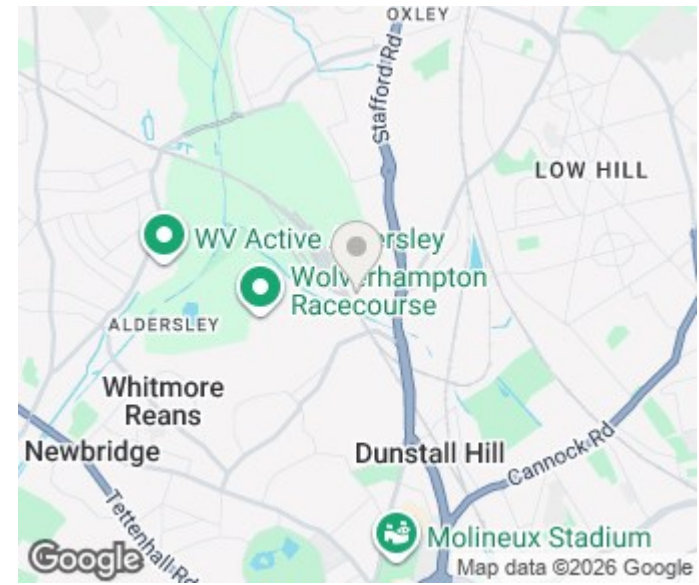 OXLEY
Stafford Rd
LOW HILL
WV Active Aldersley
Wolverhampton
Racecourse
ALDERSLEY
Whitmore
Reans
Newbridge
Dunstall Hill
Cannock Rd
Tettenhall Rd
Molineux Stadium
Google
Map data ©2026 Google